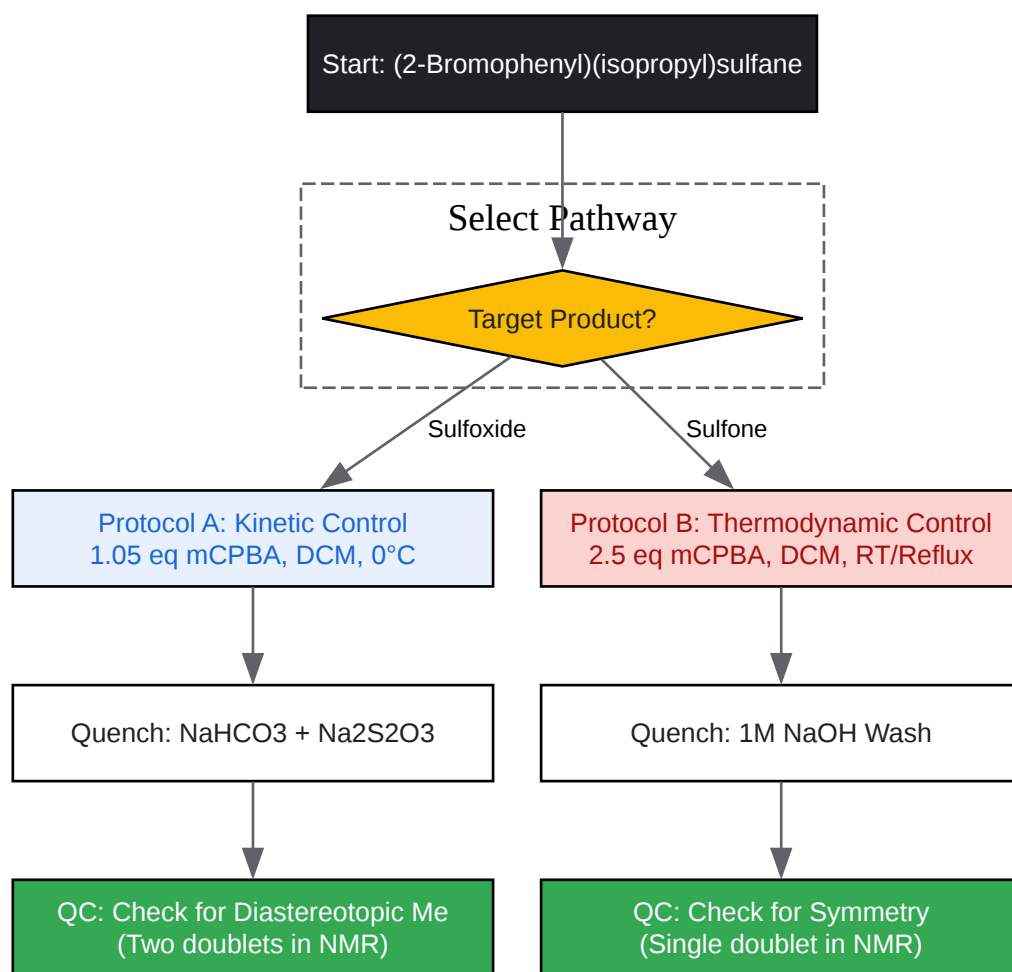 Start: (2-Bromophenyl)(isopropyl)sulfane
Select Pathway
Target Product?
Sulfoxide
Sulfone
Protocol A: Kinetic Control
1.05 eq mCPBA, DCM, 0°C
Protocol B: Thermodynamic Control
2.5 eq mCPBA, DCM, RT/Reflux
Quench: NaHCO3 + Na2S2O3
Quench: 1M NaOH Wash
QC: Check for Diastereotopic Me
(Two doublets in NMR)
QC: Check for Symmetry
(Single doublet in NMR)